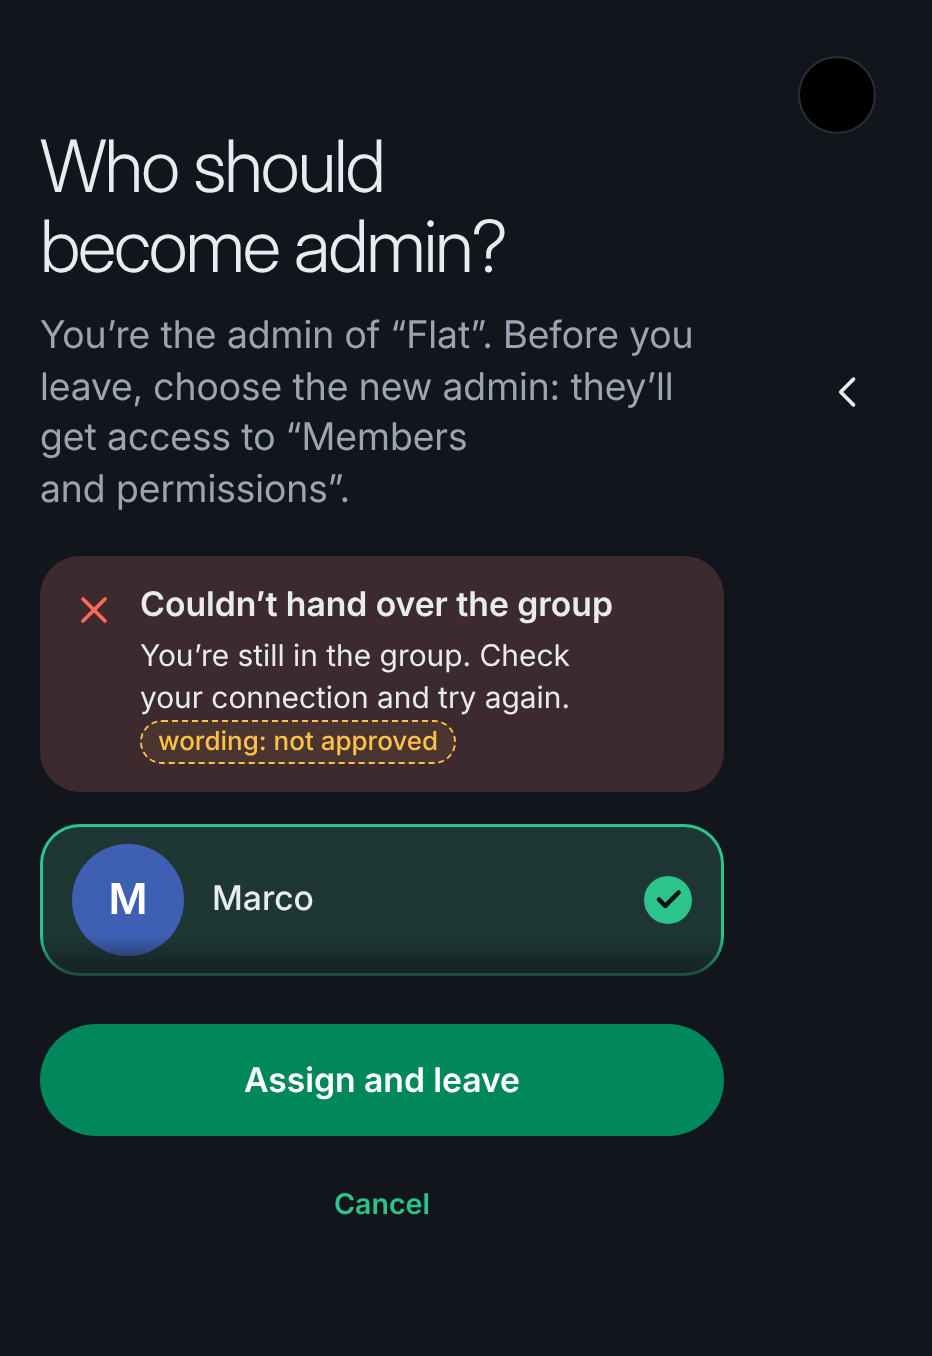 Who should
become admin?
You’re the admin of “Flat”. Before you
leave, choose the new admin: they’ll
get access to “Members
and permissions”.
Couldn’t hand over the group
You’re still in the group. Check
your connection and try again.
wording: not approved
M
Marco
Assign and leave
Cancel